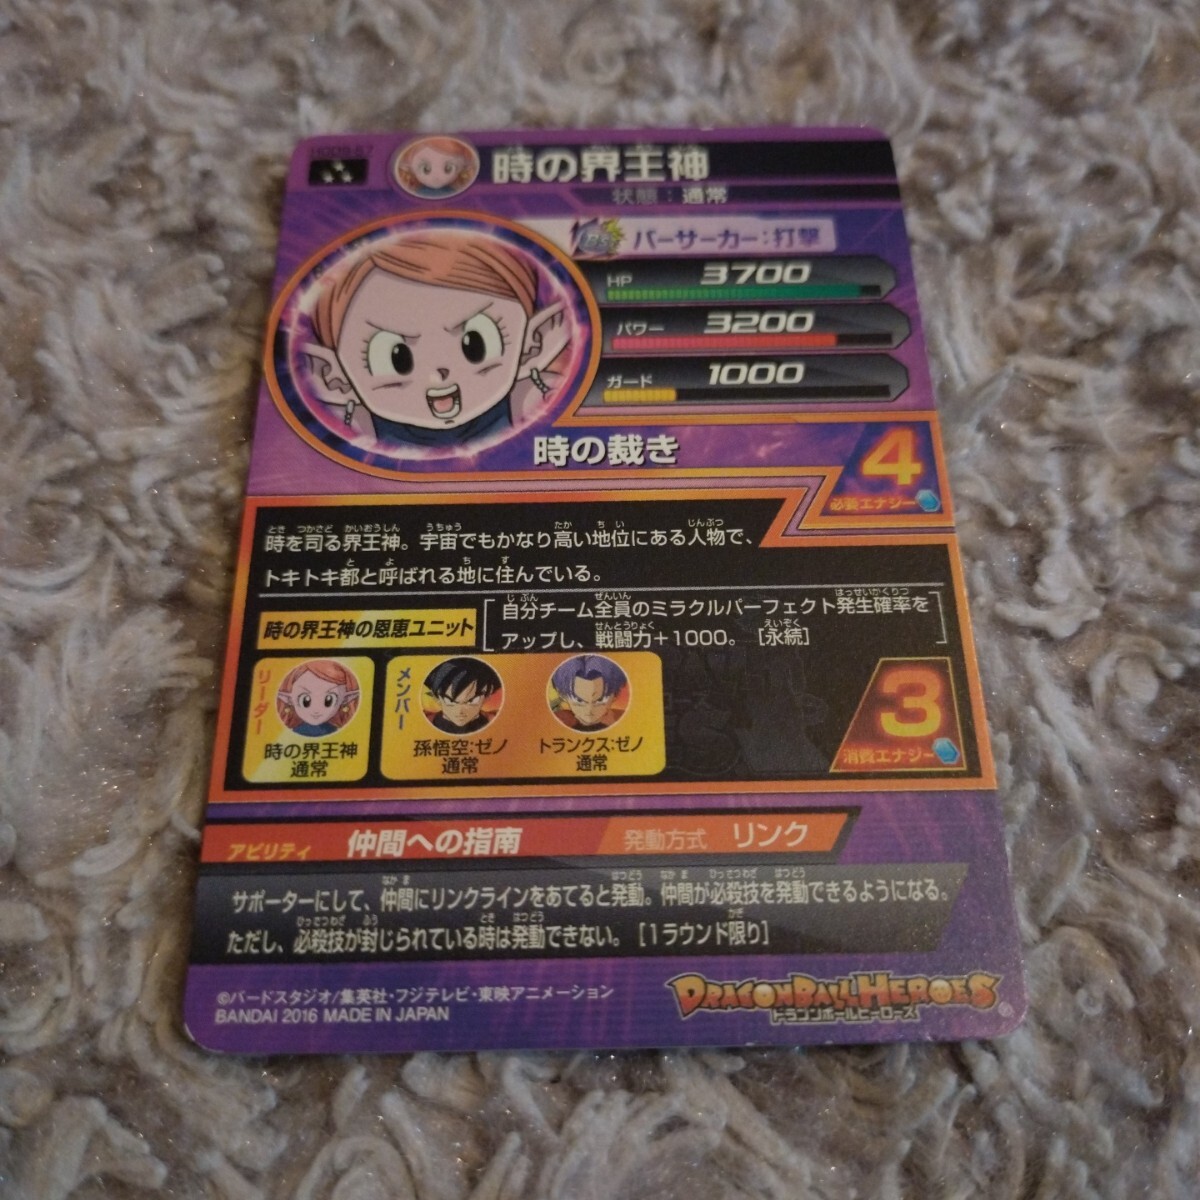 HGD9-57
時の界王神
状態：通常
バーサーカー：打撃
HP 3700
パワー 3200
ガード 1000
時の裁き
4
必要エナジー
時を司る界王神。宇宙でもかなり高い地位にある人物で、
トキトキ都と呼ばれる地に住んでいる。
時の界王神の恩恵ユニット
自分チーム全員のミラクルパーフェクト発生確率を
アップし、戦闘力+1000。［永続］
リーダー
時の界王神
通常
メンバー
孫悟空：ゼノ
通常
トランクス：ゼノ
通常
3
消費エナジー
アビリティ 仲間への指南 発動方式 リンク
サポーターにして、仲間にリンクラインをあてると発動。仲間が必殺技を発動できるようになる。
ただし、必殺技が封じられている時は発動できない。［1ラウンド限り］
©バードスタジオ/集英社・フジテレビ・東映アニメーション
BANDAI 2016 MADE IN JAPAN
DRAGONBALL HEROES
ドラゴンボールヒーローズ